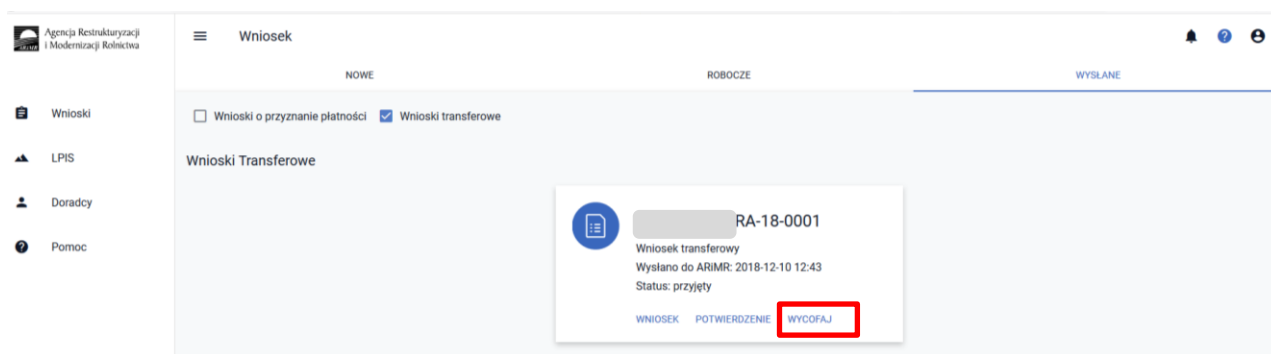 Agencja Restrukturyzacji
i Modernizacji Rolnictwa
ARiMR
Wniosek
NOWE
ROBOCZE
WYSŁANE
Wnioski
LPIS
Doradcy
Pomoc
Wnioski o przyznanie płatności
Wnioski transferowe
Wnioski Transferowe
RA-18-0001
Wniosek transferowy
Wysłano do ARiMR: 2018-12-10 12:43
Status: przyjęty
WNIOSEK POTWIERDZENIE WYCOFAJ